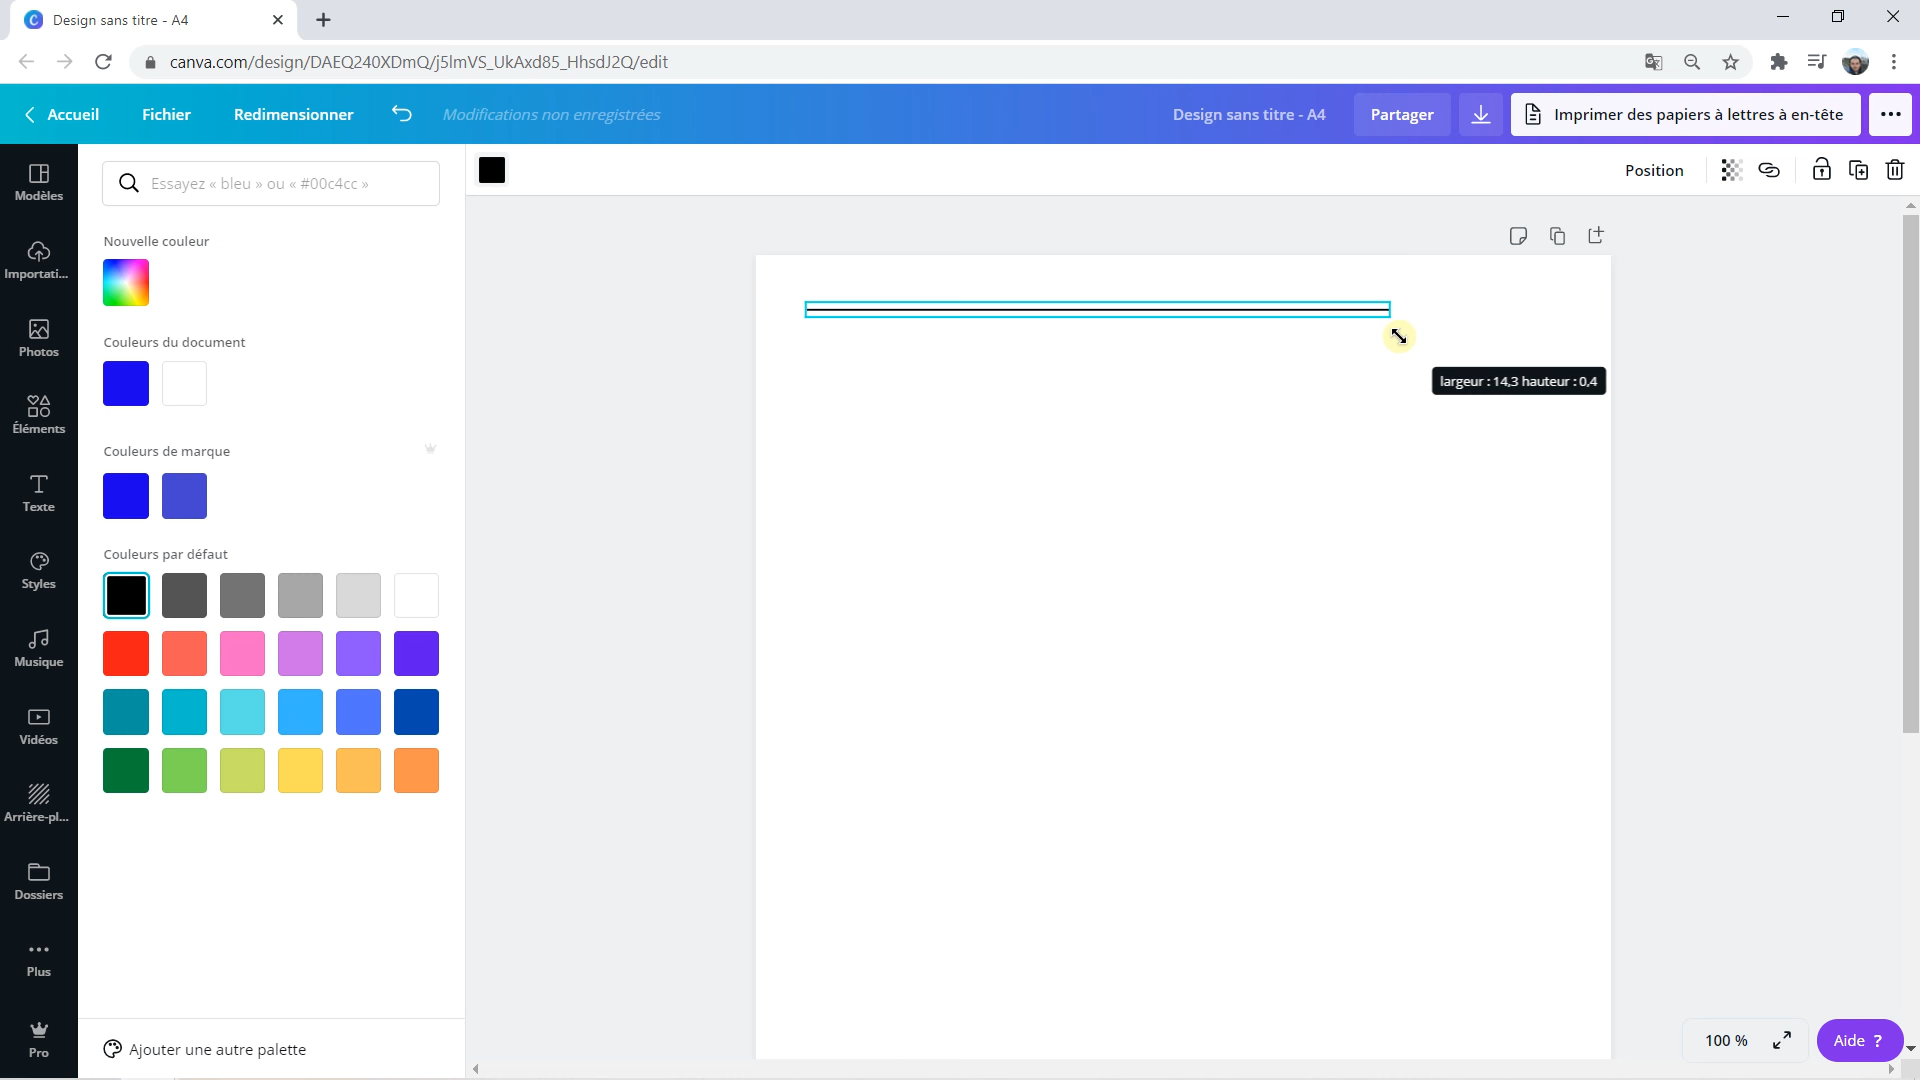 Design sans titre - A4
canva.com/design/DAEQ240XDmQ/j5lmVS_UkAxd85_HhsdJ2Q/edit
Accueil
Fichier
Redimensionner
Modifications non enregistrées
Design sans titre - A4
Partager
Imprimer des papiers à lettres à en-tête
Essayez « bleu » ou « #00c4cc »
Position
Modèles
Importati...
Photos
Éléments
Texte
Styles
Musique
Vidéos
Arrière-pl...
Dossiers
Plus
Pro
Nouvelle couleur
Couleurs du document
Couleurs de marque
Couleurs par défaut
Ajouter une autre palette
largeur : 14,3 hauteur : 0,4
100 %
Aide ?